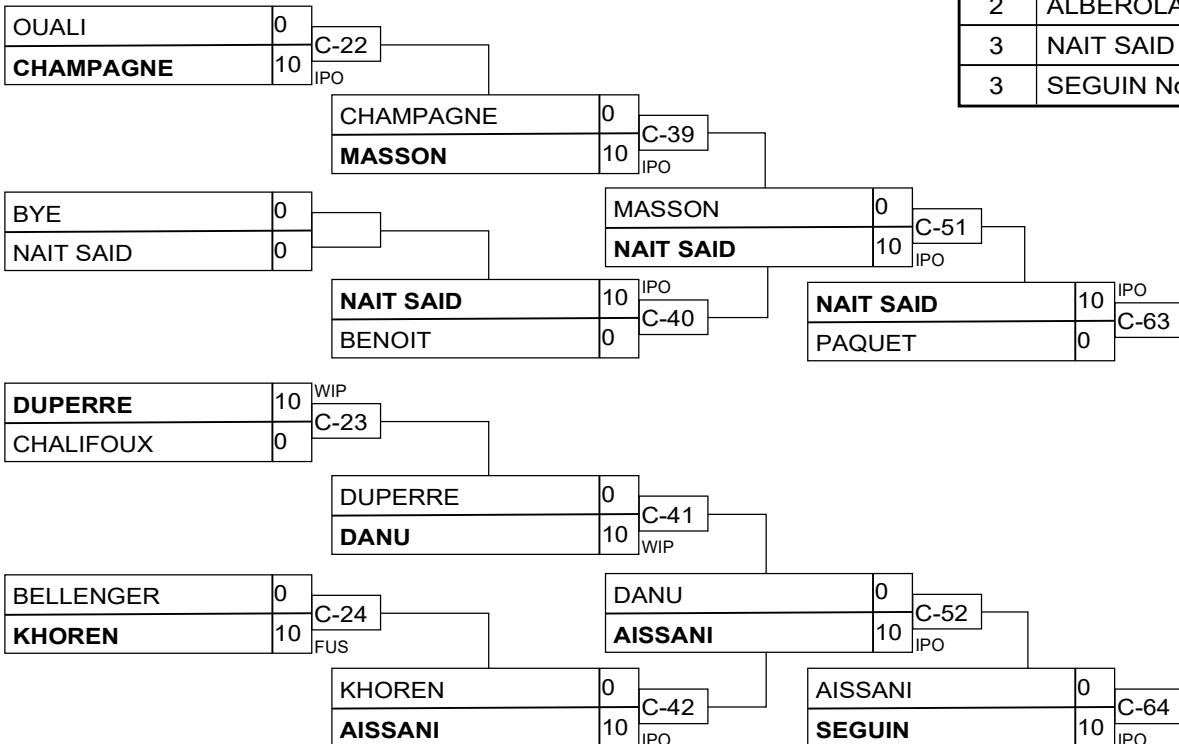 2 ALBEROLA
OUALI 0
C-22
CHAMPAGNE 10 IPO
3 NAIT SAID
3 SEGUIN No
CHAMPAGNE 0
C-39
MASSON 10 IPO
BYE 0
NAIT SAID 0
MASSON 0
C-51
NAIT SAID 10 IPO
NAIT SAID 10 IPO
C-40
BENOIT 0
NAIT SAID 10 IPO
C-63
PAQUET 0
DUPERRE 10 WIP
C-23
CHALIFOUX 0
DUPERRE 0
C-41
DANU 10 WIP
BELLENGER 0
C-24
KHOREN 10 FUS
DANU 0
C-52
AISSANI 10 IPO
KHOREN 0
C-42
AISSANI 10 IPO
AISSANI 0
C-64
SEGUIN 10 IPO